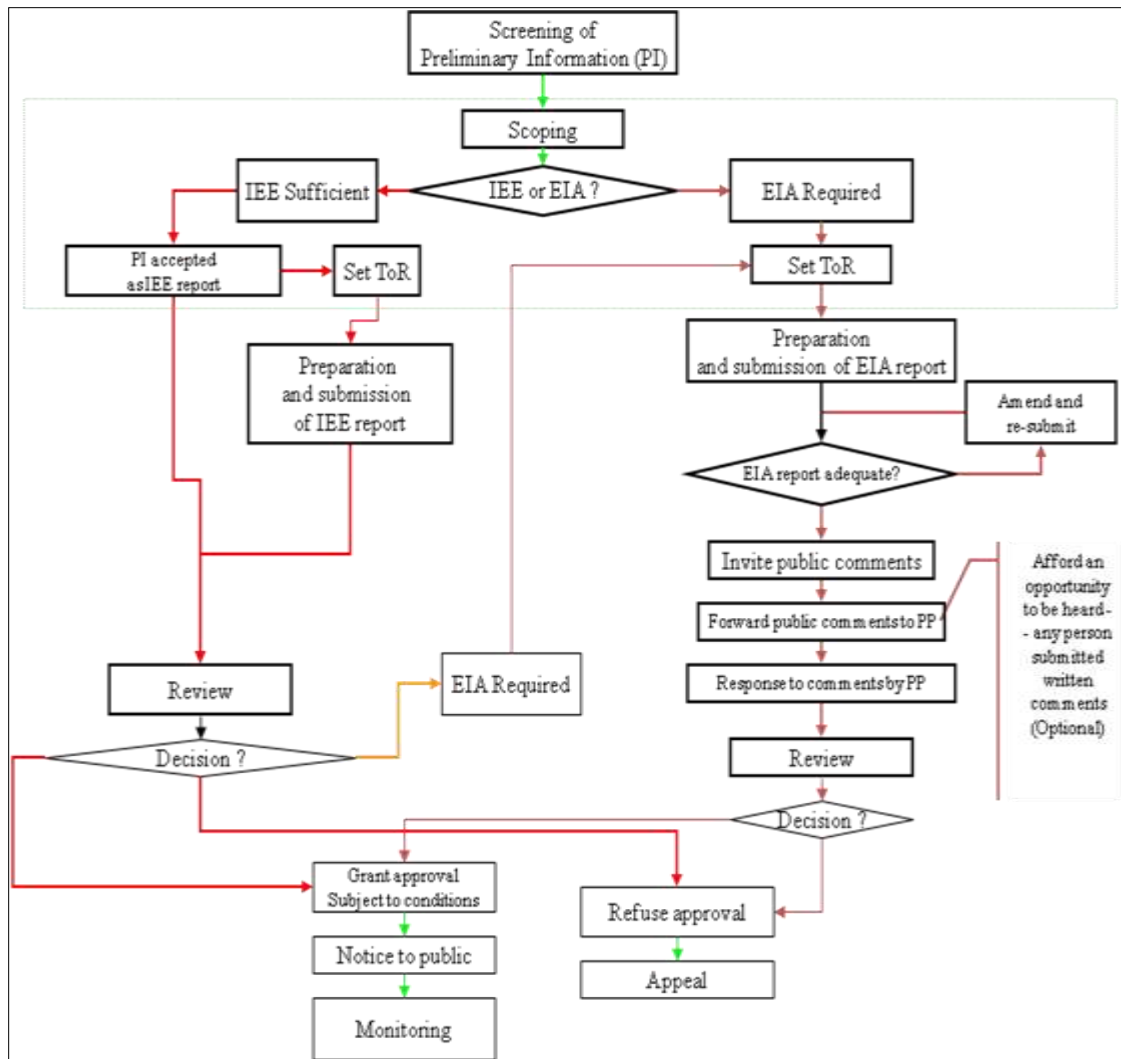 Screening of
Preliminary Information (PI)
Scoping
IEE or EIA ?
IEE Sufficient
EIA Required
PI accepted
asIEE report
Set ToR
Set ToR
Preparation
and submission
of IEE report
Preparation
and submission of EIA report
Amend and
re-submit
EIA report adequate?
Invite public comments
Forward public comments to PP
Afford an
opportunity
to be heard-
- any person
submitted
written
comments
(Optional)
Response to comments by PP
EIA Required
Review
Review
Decision ?
Decision ?
Grant approval
Subject to conditions
Refuse approval
Notice to public
Appeal
Monitoring